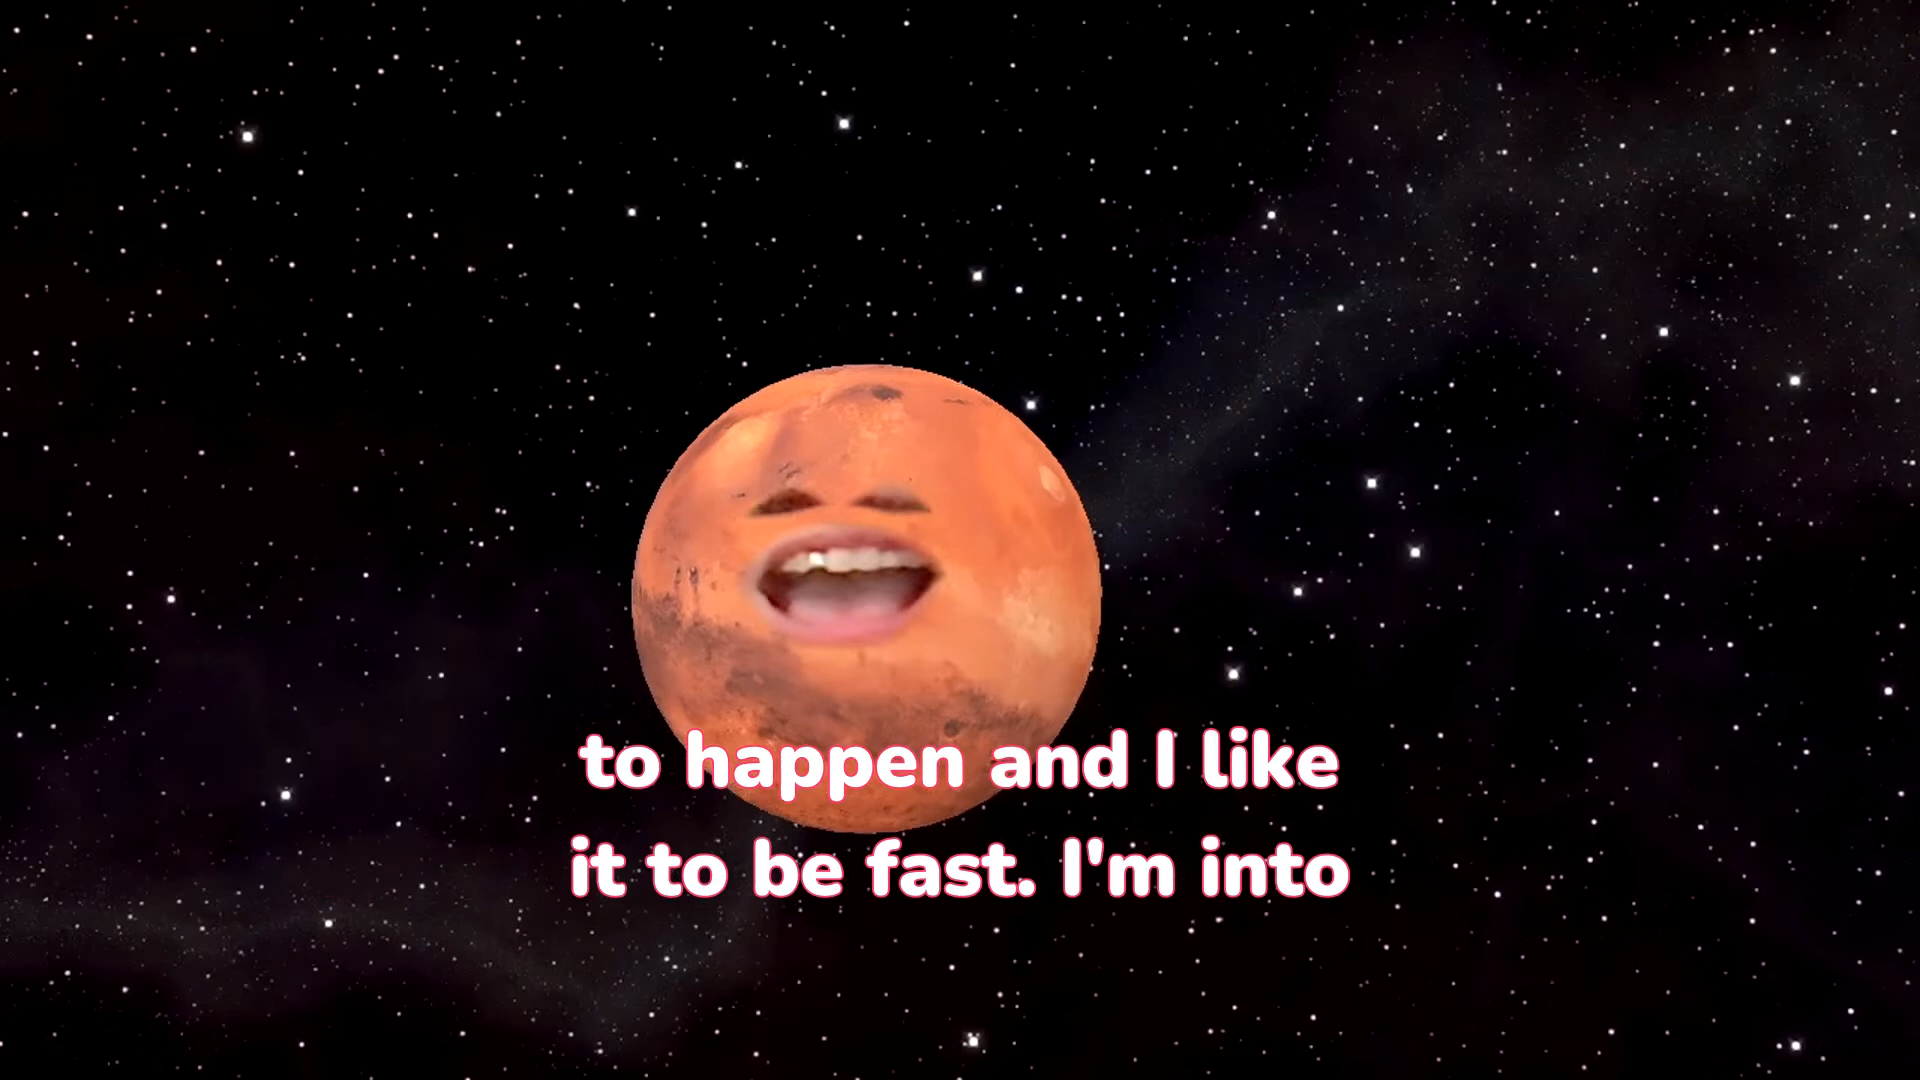 to happen and I like
it to be fast. I'm into